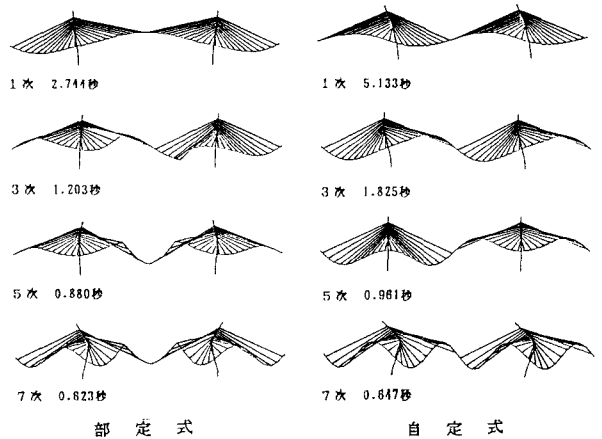 1次 2.744秒
1次 5.133秒
3次 1.203秒
3次 1.825秒
5次 0.880秒
5次 0.961秒
7次 0.623秒
7次 0.647秒
部定式
自定式